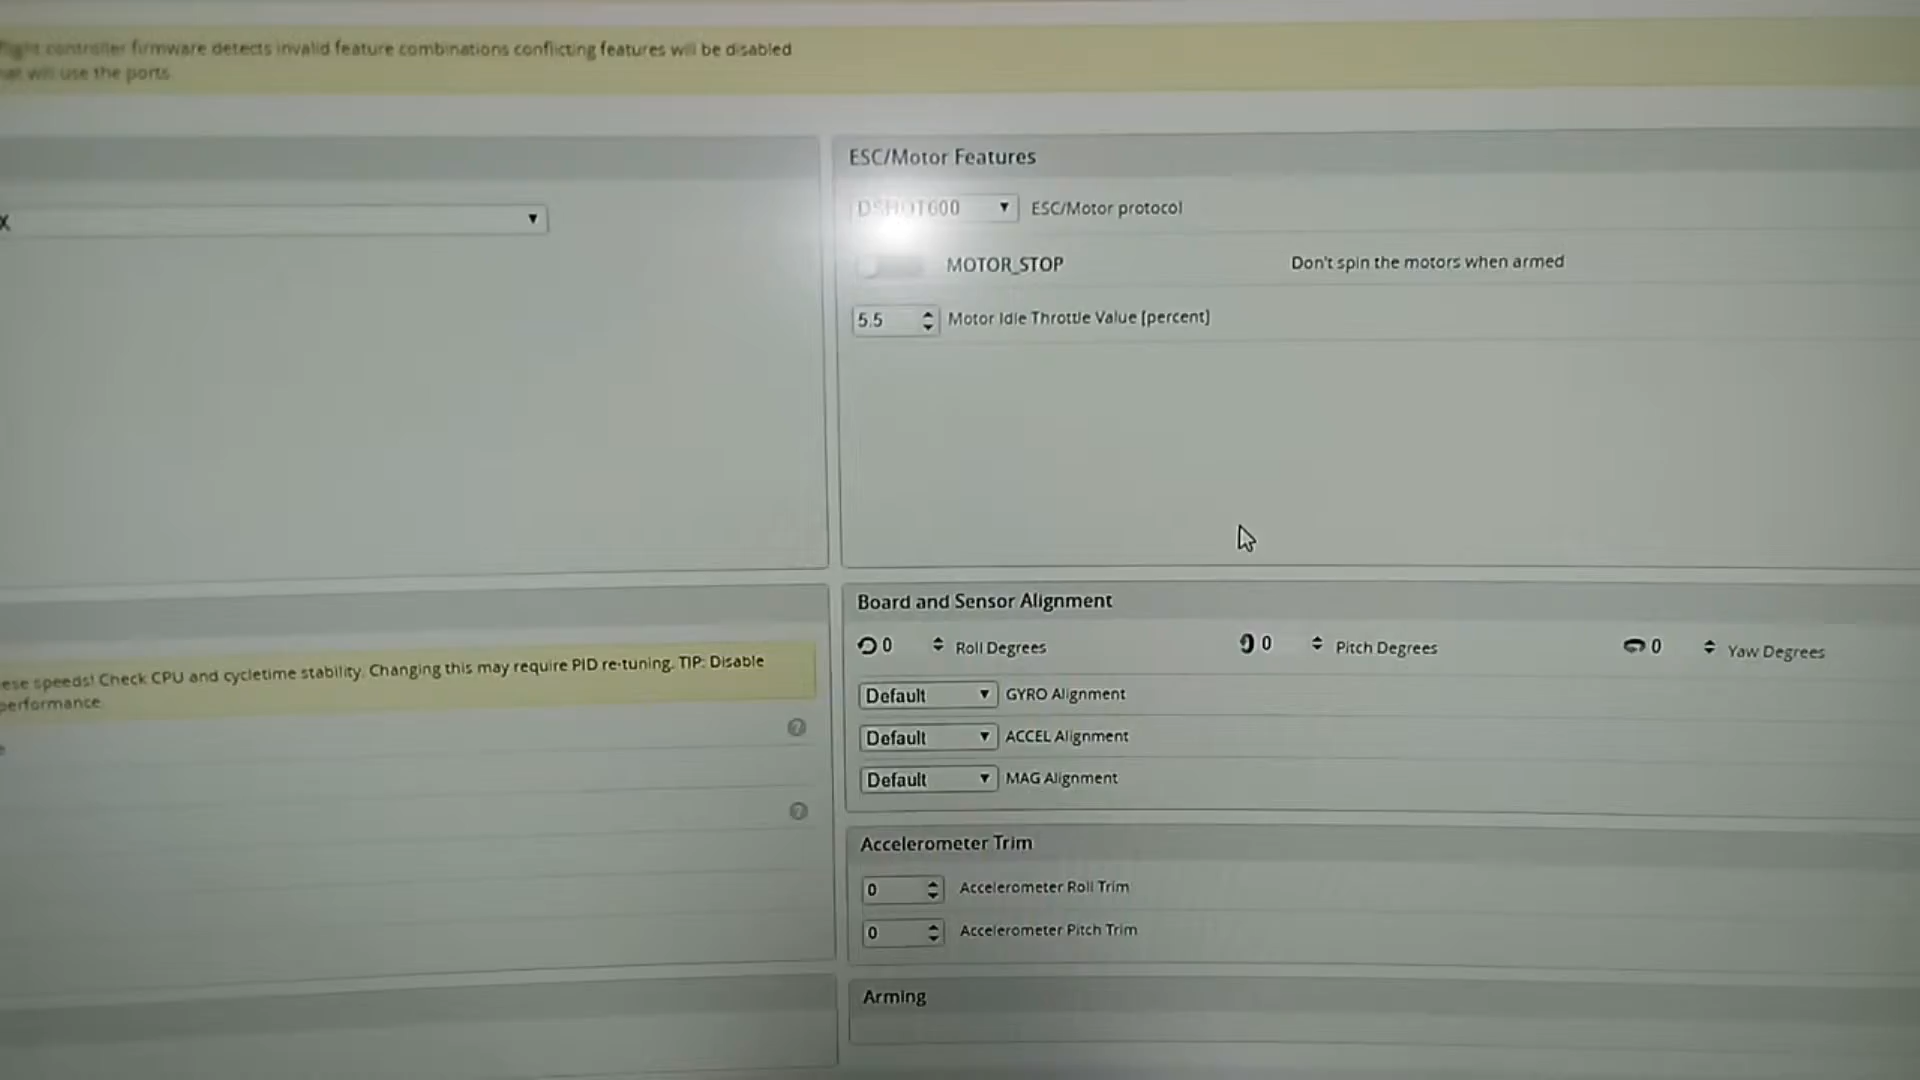 flight controller firmware detects invalid feature combinations conflicting features will be disabled
will use the ports
X
ESC/Motor Features
DSHOT600 ESC/Motor protocol
MOTOR_STOP Don't spin the motors when armed
5.5 Motor Idle Throttle Value [percent]
Board and Sensor Alignment
0 Roll Degrees 0 Pitch Degrees 0 Yaw Degrees
ese speeds! Check CPU and cycletime stability. Changing this may require PID re-tuning. TIP: Disable
performance.
Default GYRO Alignment
Default ACCEL Alignment
Default MAG Alignment
Accelerometer Trim
0 Accelerometer Roll Trim
0 Accelerometer Pitch Trim
Arming